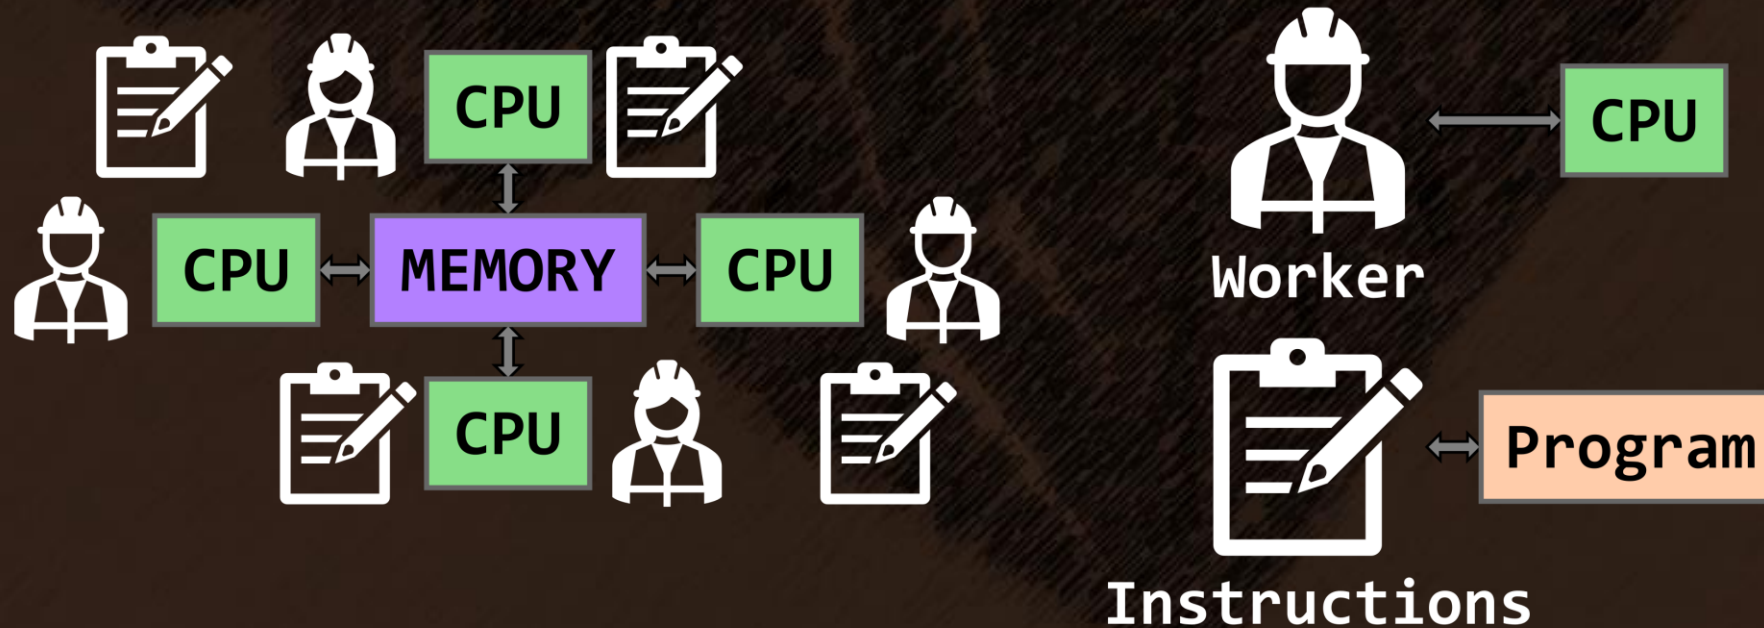 CPU
CPU
MEMORY
CPU
CPU
CPU
Worker
Program
Instructions